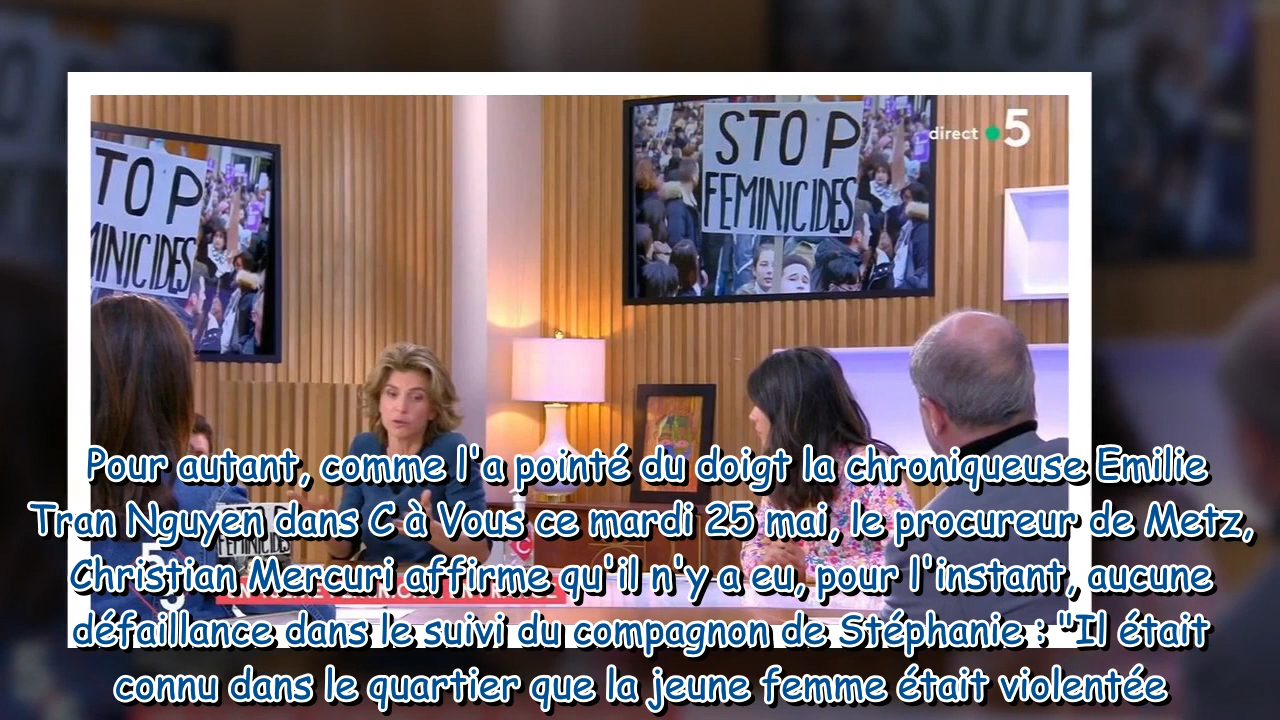 STOP
FEMINICIDES
TOP
MINICIDES
direct 5
Pour autant, comme l'a pointé du doigt la chroniqueuse Emilie
Tran Nguyen dans C à Vous ce mardi 25 mai, le procureur de Metz,
Christian Mercuri affirme qu'il n'y a eu, pour l'instant, aucune
défaillance dans le suivi du compagnon de Stéphanie : "Il était
connu dans le quartier que la jeune femme était violentée
FEMINICIDES
5